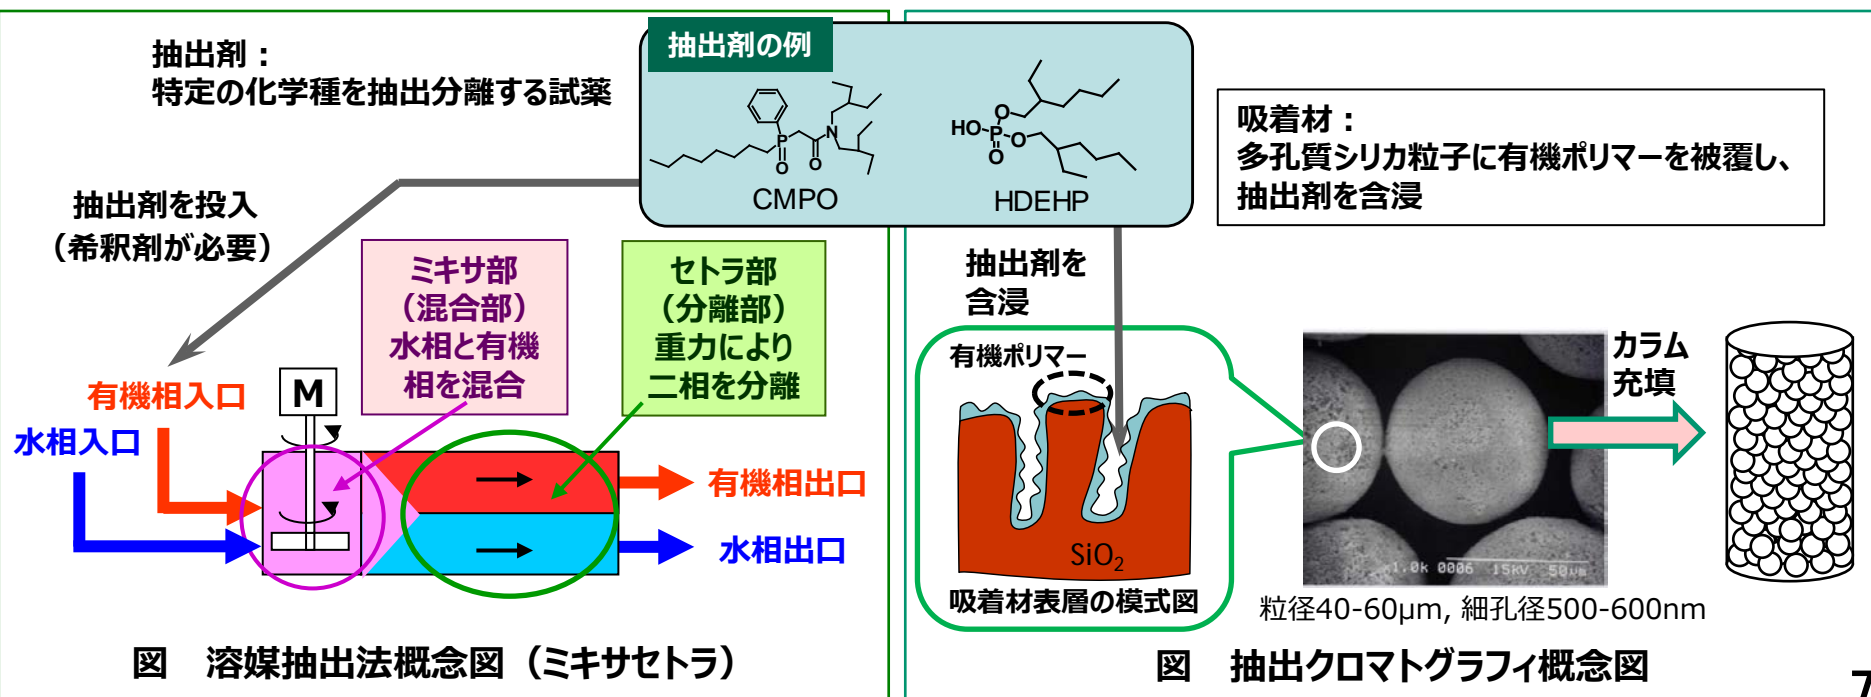 抽出剤：
特定の化学種を抽出分離する試薬
抽出剤の例
CMPO
HDEHP
P
O
O
N
HO
P
O
O
O
抽出剤を投入
（希釈剤が必要）
ミキサ部
（混合部）
水相と有機
相を混合
セトラ部
（分離部）
重力により
二相を分離
有機相入口
水相入口
M
有機相出口
水相出口
図　溶媒抽出法概念図（ミキサセトラ）
吸着材：
多孔質シリカ粒子に有機ポリマーを被覆し、
抽出剤を含浸
抽出剤を
含浸
有機ポリマー
SiO₂
吸着材表層の模式図
x1.0k 0006 15kV 50μm
カラム
充填
粒径40-60μm, 細孔径500-600nm
図　抽出クロマトグラフィ概念図
7